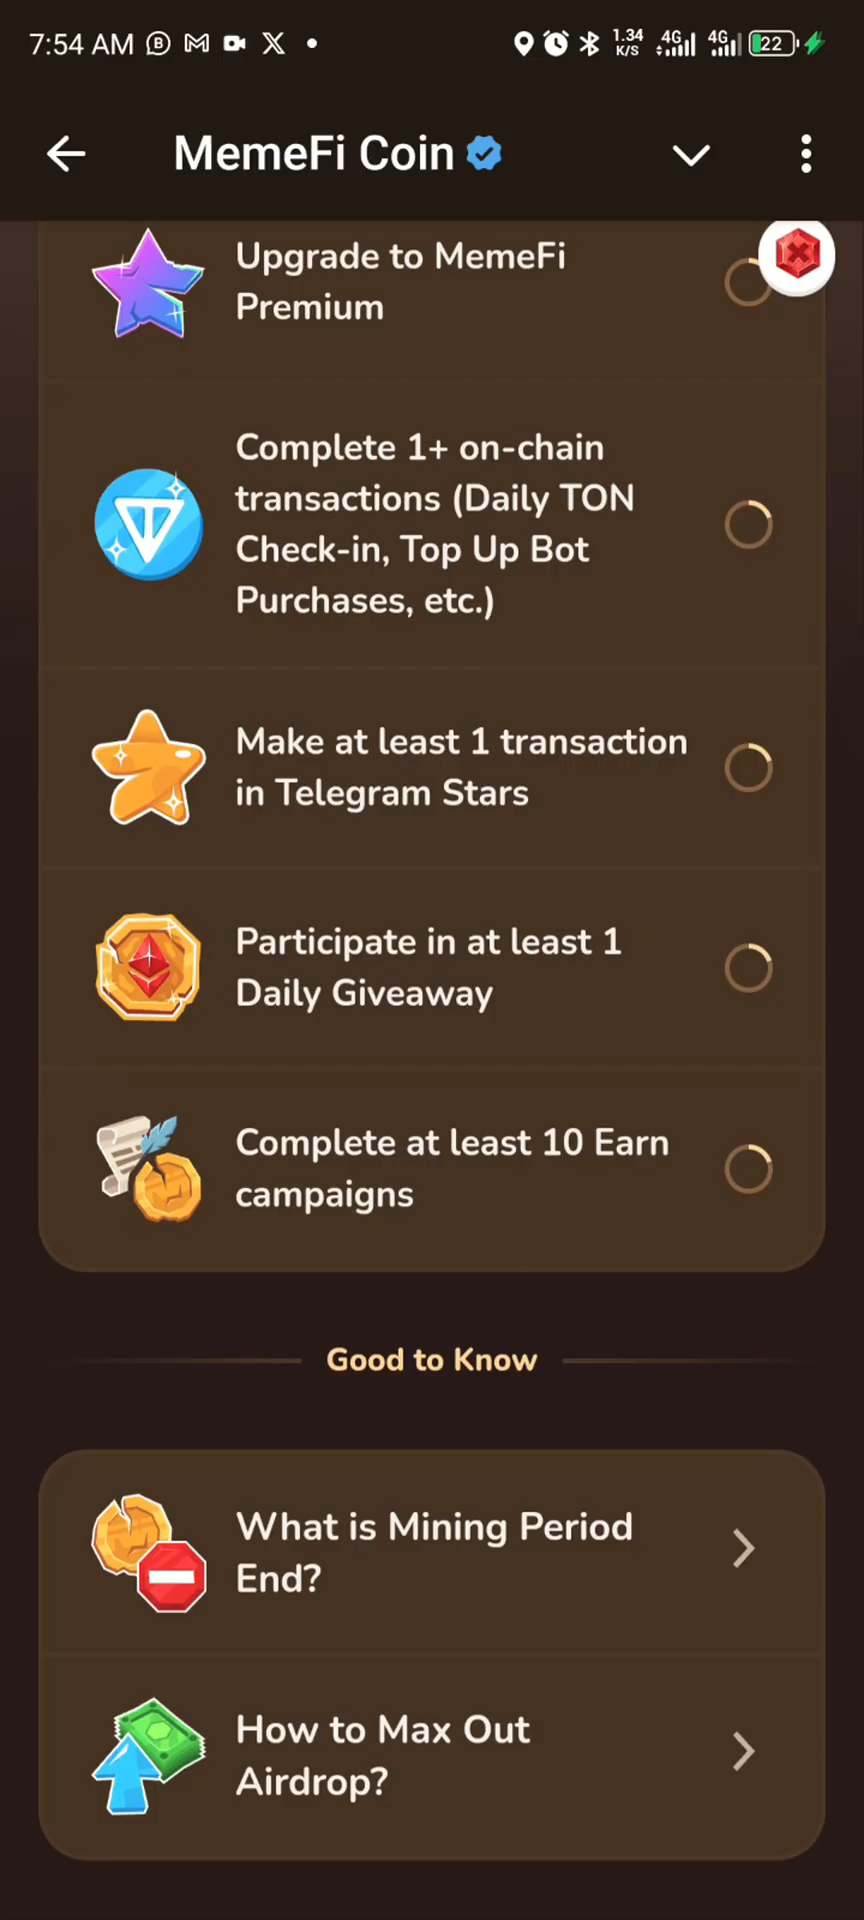 7:54 AM
1.34
K/S
4G
4G
22
MemeFi Coin
Upgrade to MemeFi
Premium
Complete 1+ on-chain
transactions (Daily TON
Check-in, Top Up Bot
Purchases, etc.)
Make at least 1 transaction
in Telegram Stars
Participate in at least 1
Daily Giveaway
Complete at least 10 Earn
campaigns
Good to Know
What is Mining Period
End?
How to Max Out
Airdrop?